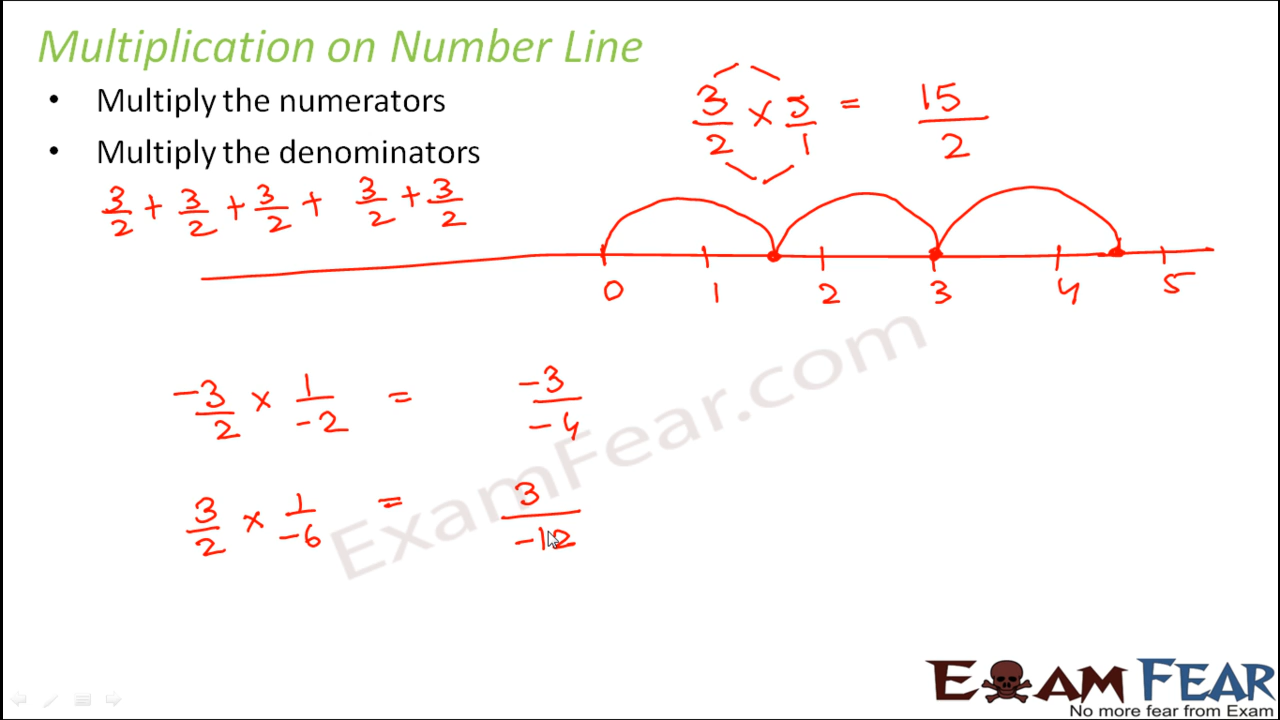 Multiplication on Number Line
• Multiply the numerators
• Multiply the denominators
3/2 × 5/1 = 15/2
3/2 + 3/2 + 3/2 + 3/2 + 3/2
0 1 2 3 4 5
-3/2 × 1/-2 = -3/-4
3/2 × 1/-6 = 3/-12
ExamFear.com
EXAM FEAR
No more fear from Exam